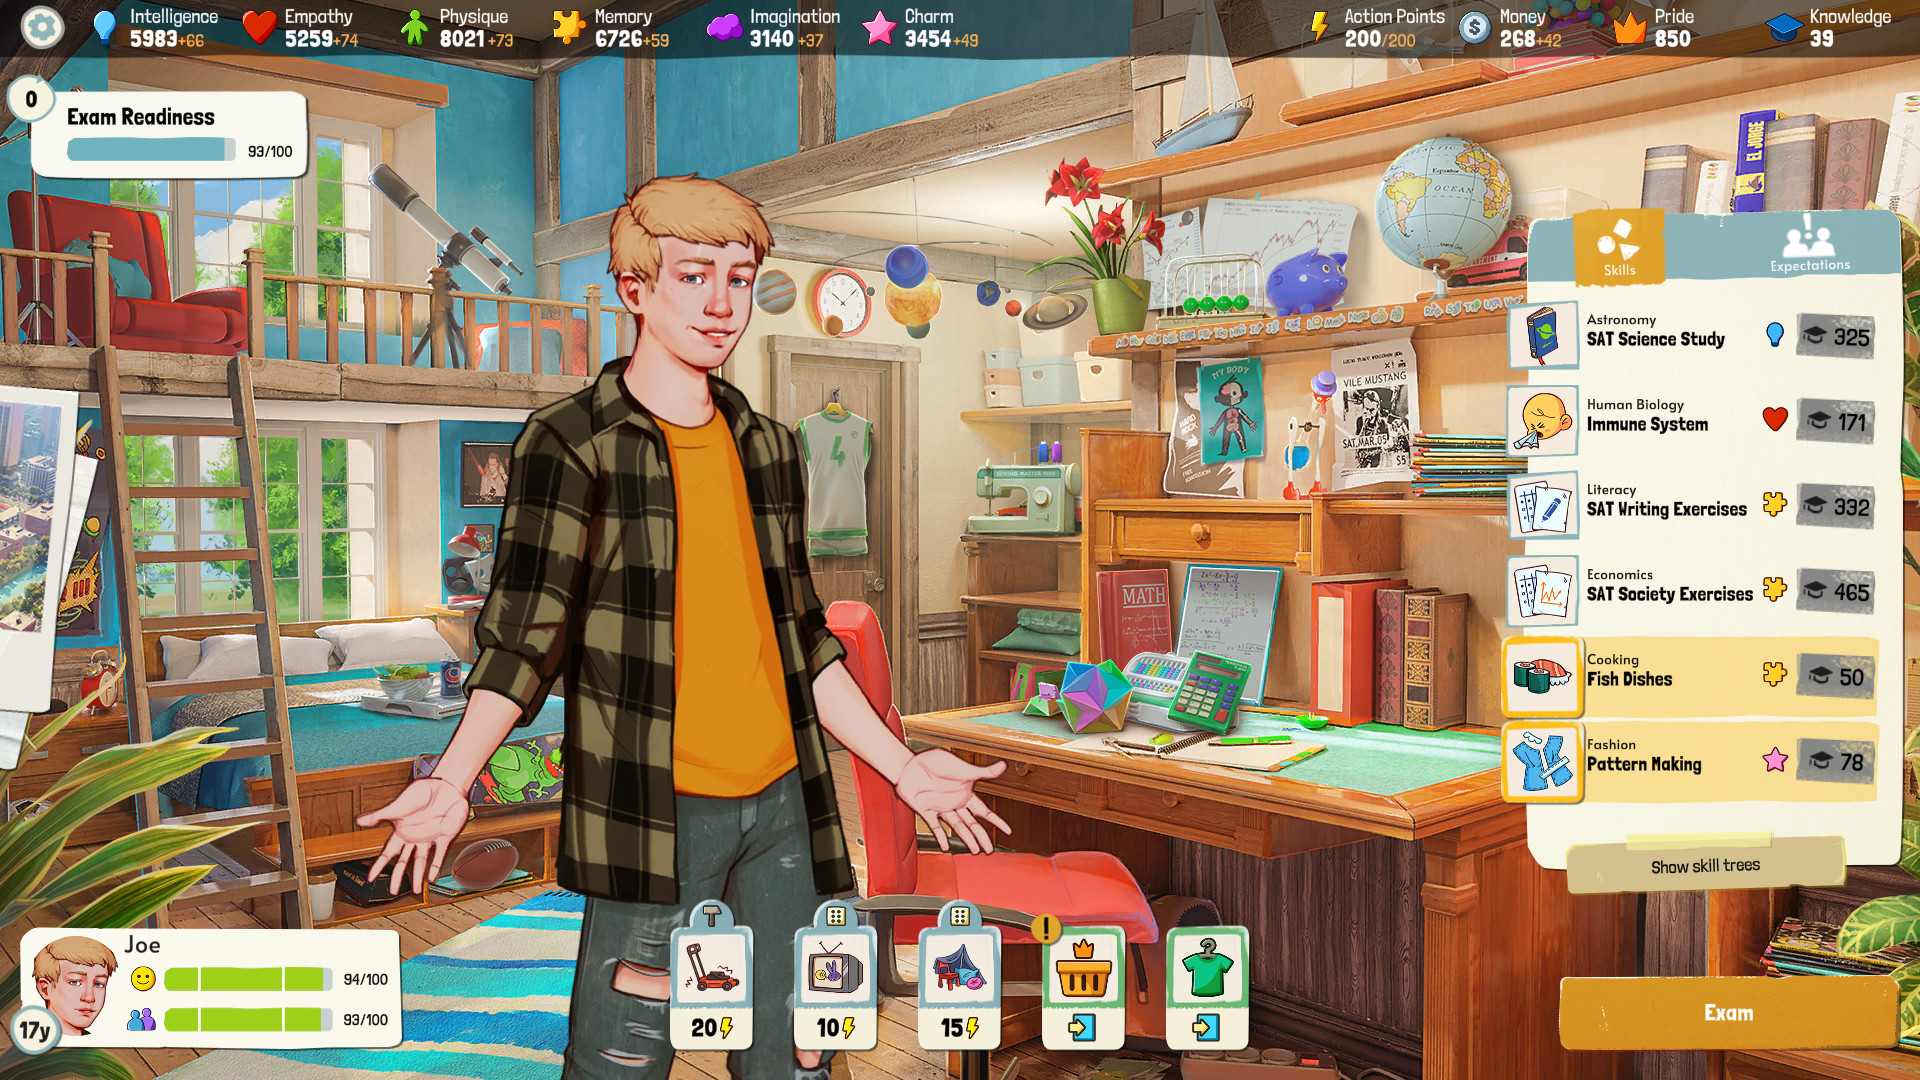 Intelligence
5983+66
Empathy
5259+74
Physique
8021+73
Memory
6726+59
Imagination
3140+37
Charm
3454+49
Action Points
200/200
Money
268+42
Pride
850
Knowledge
39
0
Exam Readiness
93/100
EL JORGE
OCEAN
Skills
Expectations
Astronomy
SAT Science Study
325
Human Biology
Immune System
171
Literacy
SAT Writing Exercises
332
Economics
SAT Society Exercises
465
Cooking
Fish Dishes
50
Fashion
Pattern Making
78
Show skill trees
MY BODY
VILE MUSTANG
SAT.MAR.05
$5
4
MATH
Joe
94/100
93/100
17y
20
10
15
!
Exam